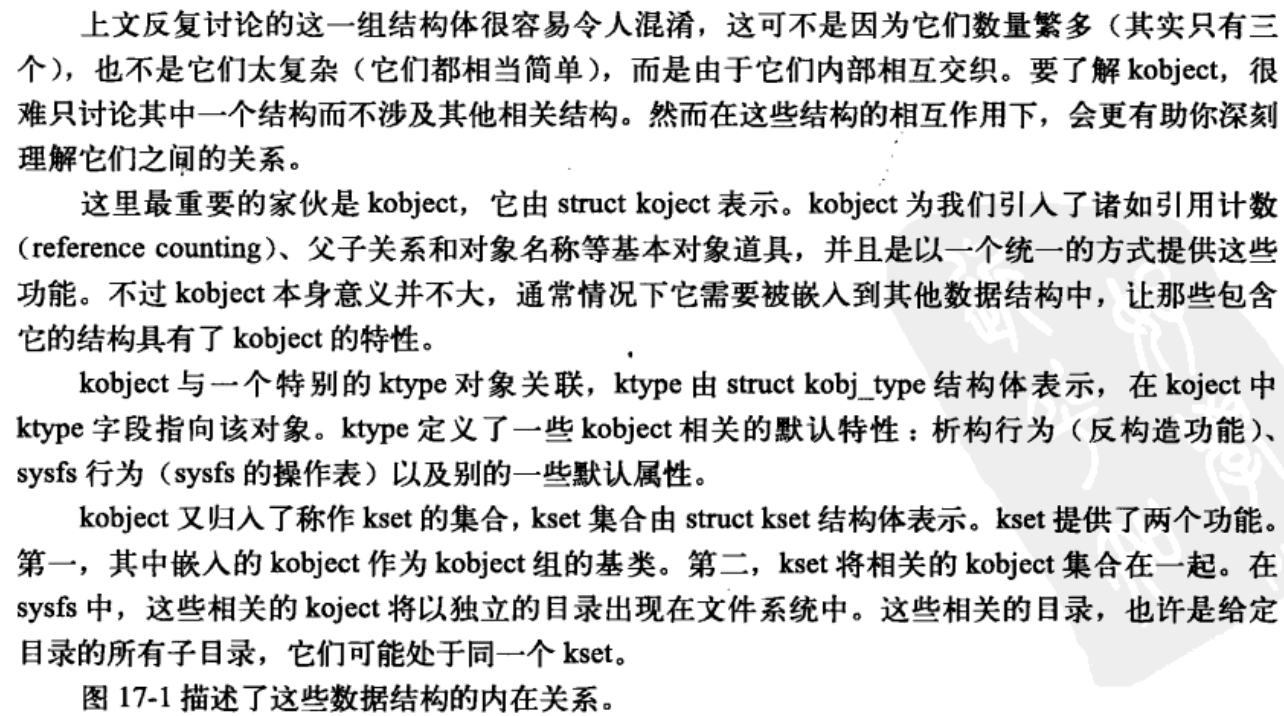 上文反复讨论的这一组结构体很容易令人混淆，这可不是因为它们数量繁多（其实只有三
个），也不是它们太复杂（它们都相当简单），而是由于它们内部相互交织。要了解 kobject，很
难只讨论其中一个结构而不涉及其他相关结构。然而在这些结构的相互作用下，会更有助你深刻
理解它们之间的关系。
这里最重要的家伙是 kobject，它由 struct koject 表示。kobject 为我们引入了诸如引用计数
（reference counting）、父子关系和对象名称等基本对象道具，并且是以一个统一的方式提供这些
功能。不过 kobject 本身意义并不大，通常情况下它需要被嵌入到其他数据结构中，让那些包含
它的结构具有了 kobject 的特性。
kobject 与一个特别的 ktype 对象关联，ktype 由 struct kobj_type 结构体表示，在 koject 中
ktype 字段指向该对象。ktype 定义了一些 kobject 相关的默认特性：析构行为（反构造功能）、
sysfs 行为（sysfs 的操作表）以及别的一些默认属性。
kobject 又归入了称作 kset 的集合，kset 集合由 struct kset 结构体表示。kset 提供了两个功能。
第一，其中嵌入的 kobject 作为 kobject 组的基类。第二，kset 将相关的 kobject 集合在一起。在
sysfs 中，这些相关的 koject 将以独立的目录出现在文件系统中。这些相关的目录，也许是给定
目录的所有子目录，它们可能处于同一个 kset。
图 17-1 描述了这些数据结构的内在关系。